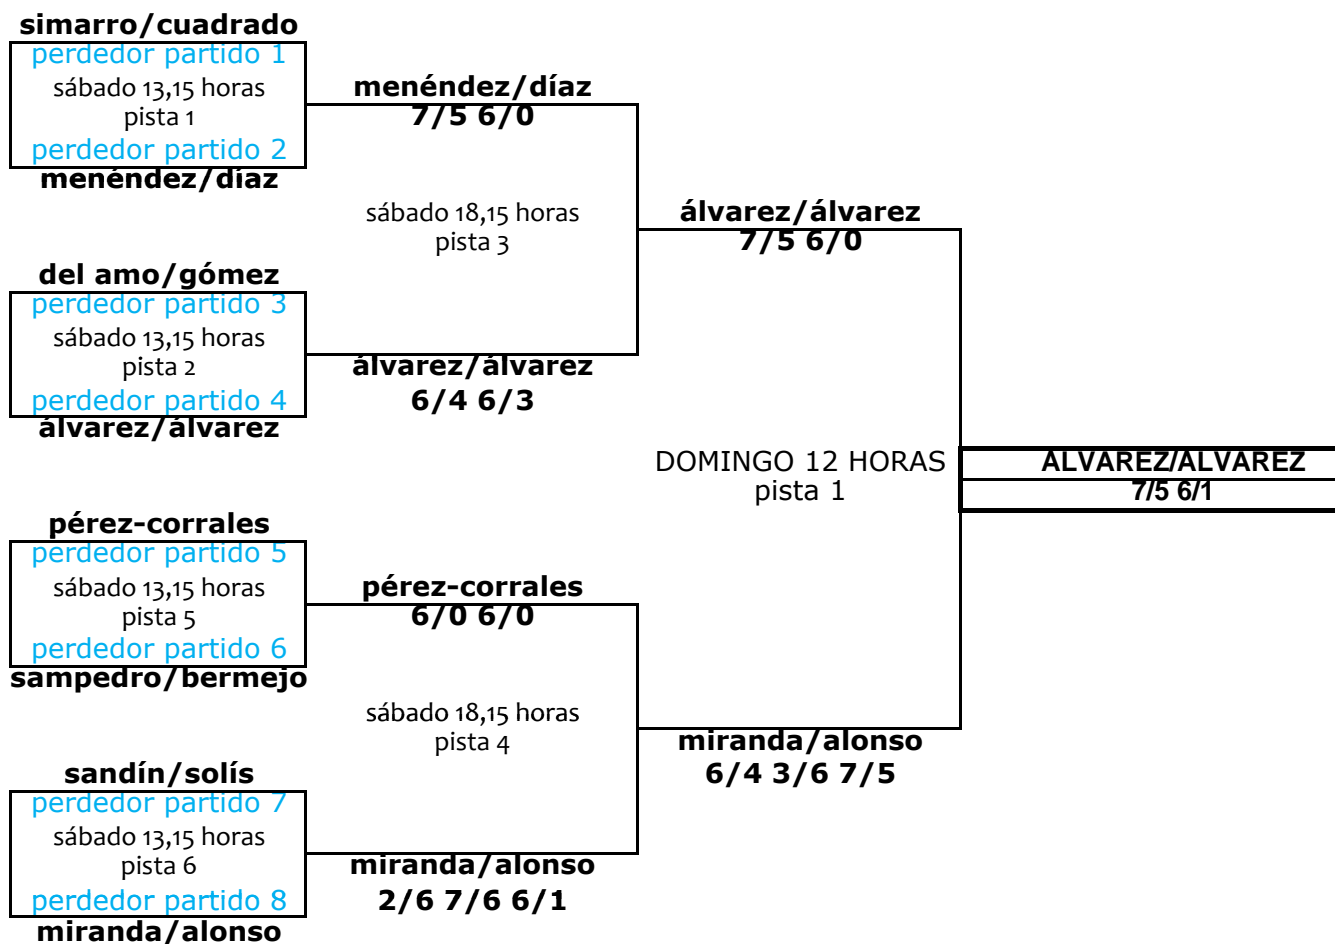 simarro/cuadrado
perdedor partido 1
sábado 13,15 horas
pista 1
perdedor partido 2
menéndez/díaz
menéndez/díaz
7/5 6/0
sábado 18,15 horas
pista 3
álvarez/álvarez
7/5 6/0
del amo/gómez
perdedor partido 3
sábado 13,15 horas
pista 2
perdedor partido 4
álvarez/álvarez
álvarez/álvarez
6/4 6/3
DOMINGO 12 HORAS
pista 1
ÁLVAREZ/ÁLVAREZ
7/5 6/1
pérez-corrales
perdedor partido 5
sábado 13,15 horas
pista 5
perdedor partido 6
sampedro/bermejo
pérez-corrales
6/0 6/0
sábado 18,15 horas
pista 4
miranda/alonso
6/4 3/6 7/5
sandín/solís
perdedor partido 7
sábado 13,15 horas
pista 6
perdedor partido 8
miranda/alonso
miranda/alonso
2/6 7/6 6/1